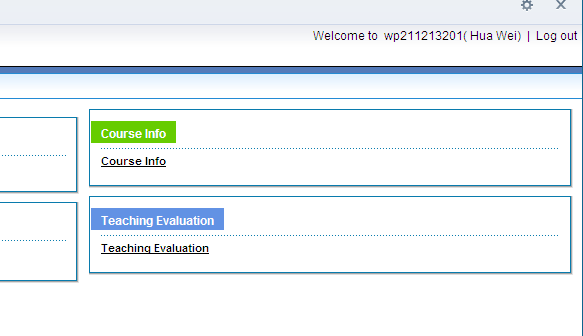 Welcome to wp211213201( Hua Wei) | Log out
Course Info
Course Info
Teaching Evaluation
Teaching Evaluation